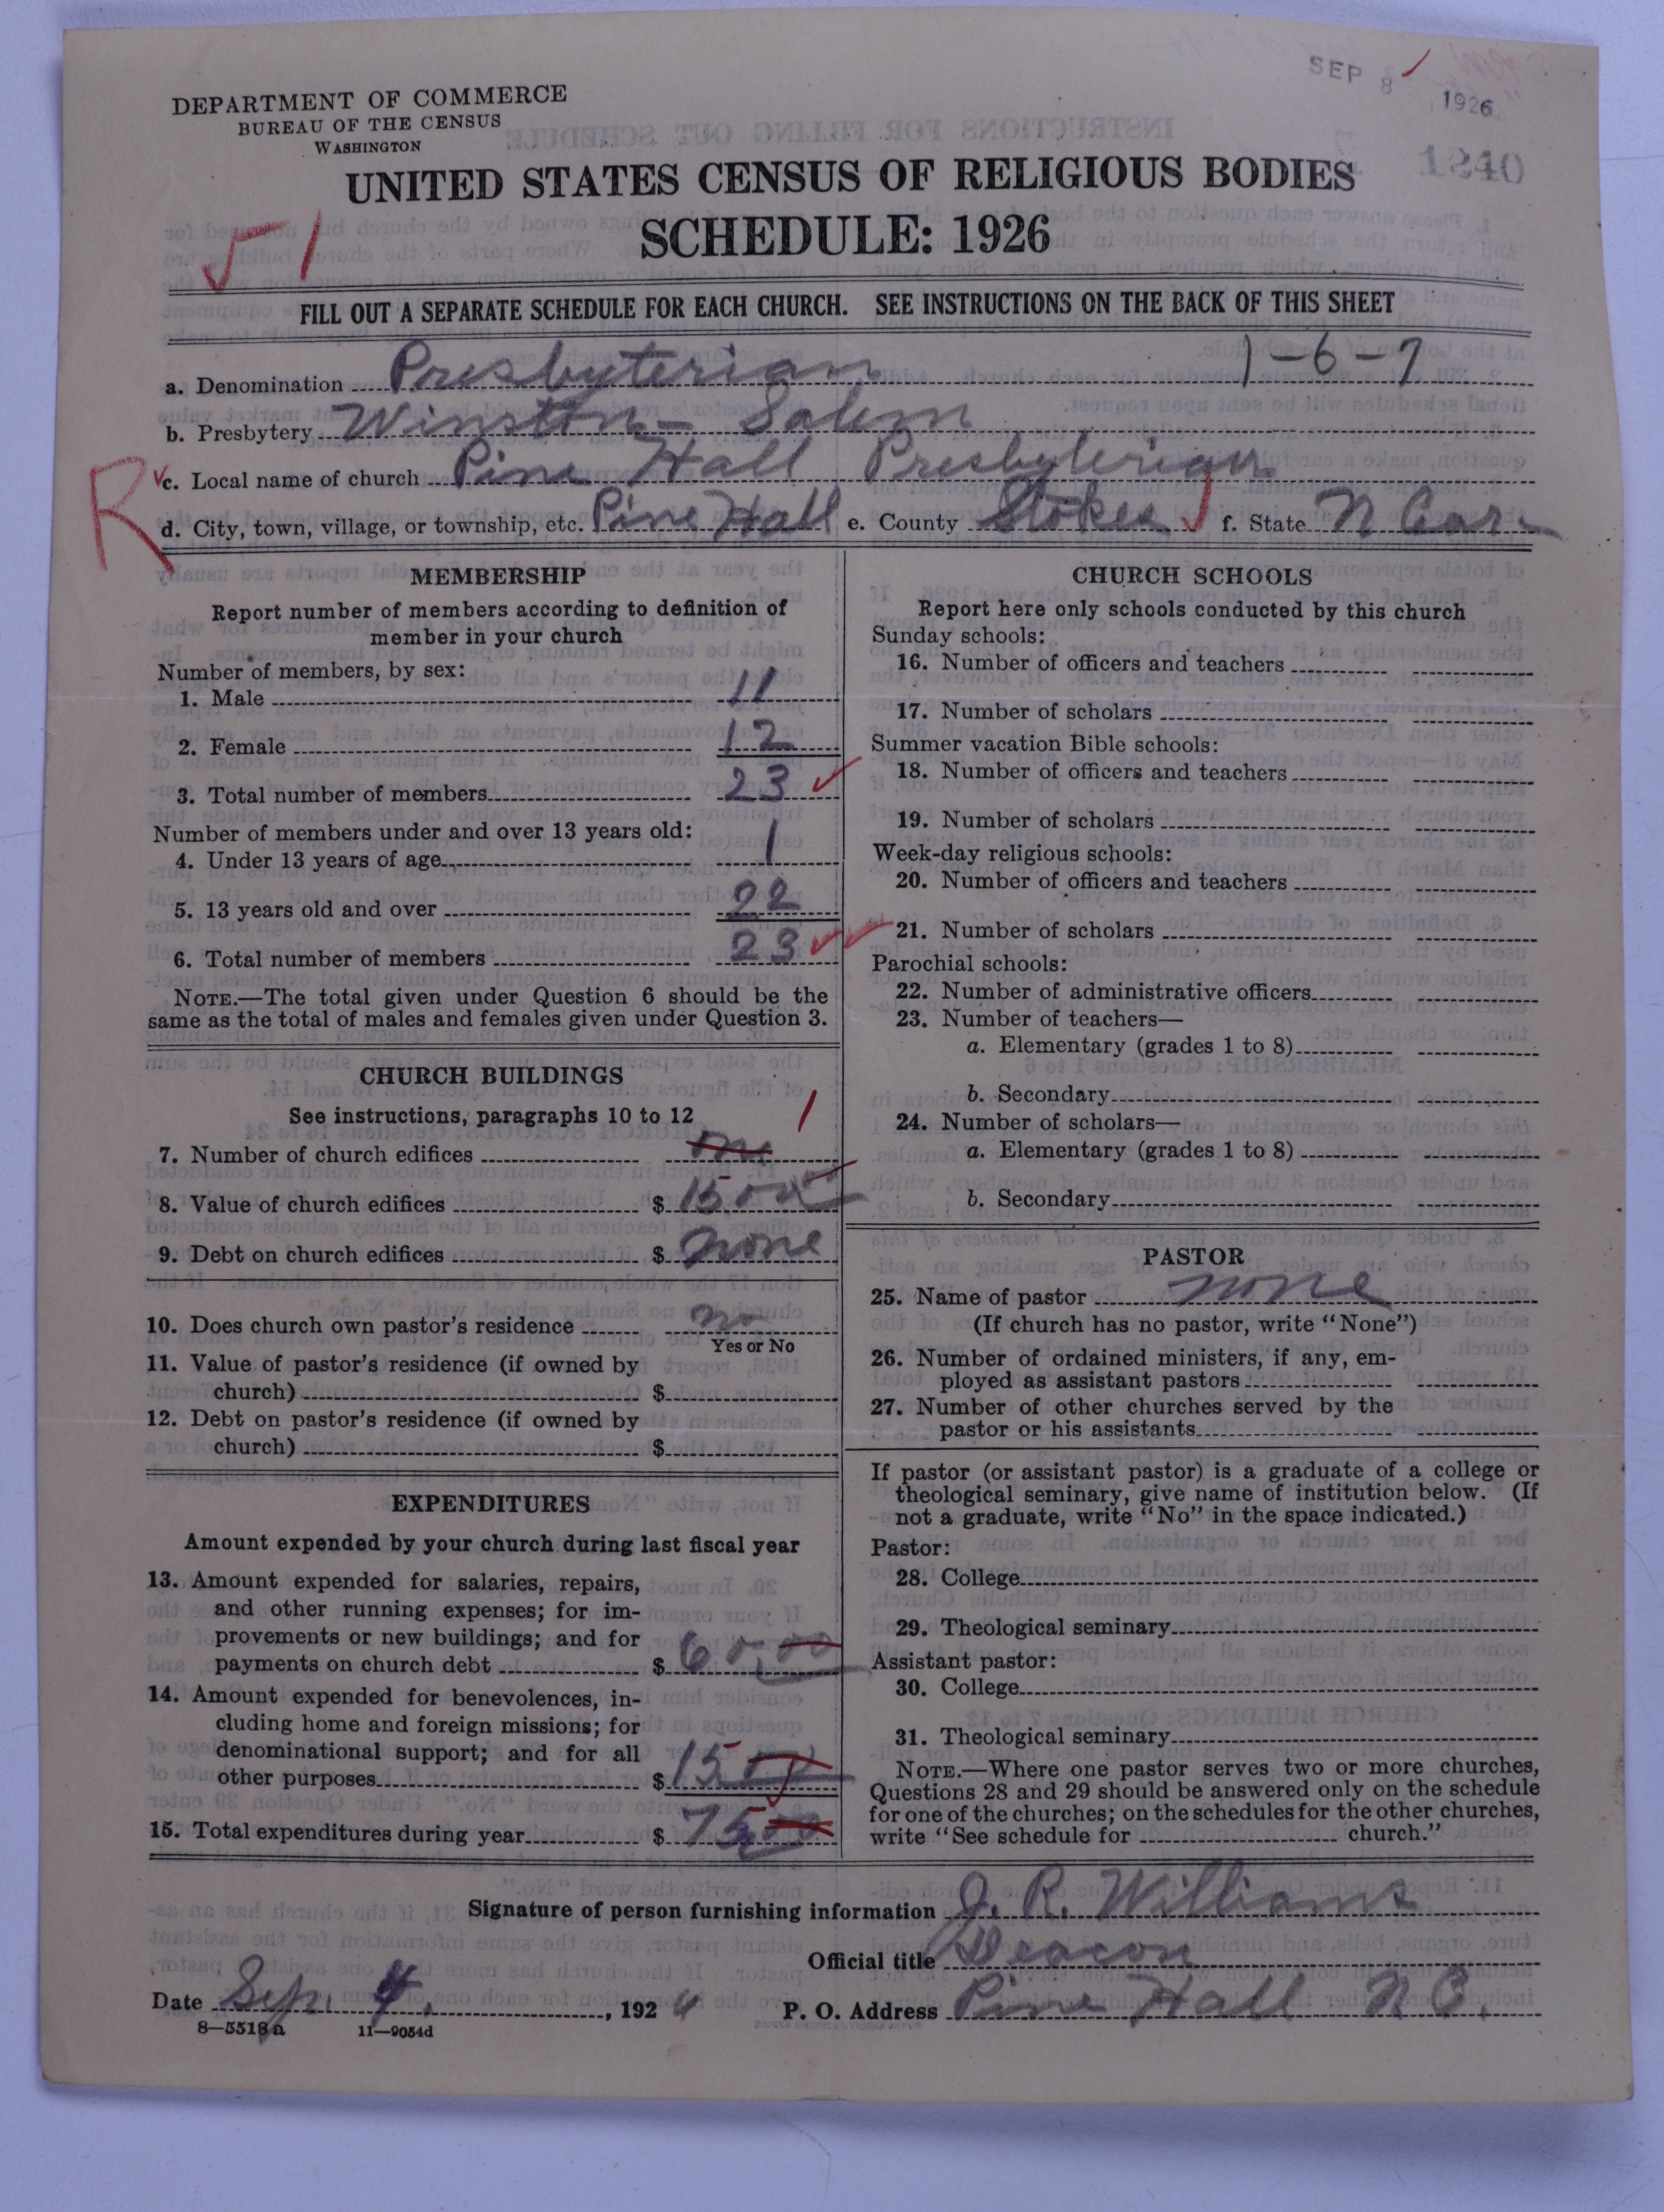 SEP 8 1926
DEPARTMENT OF COMMERCE
BUREAU OF THE CENSUS
WASHINGTON
1240
UNITED STATES CENSUS OF RELIGIOUS BODIES
SCHEDULE: 1926
FILL OUT A SEPARATE SCHEDULE FOR EACH CHURCH. SEE INSTRUCTIONS ON THE BACK OF THIS SHEET
a. Denomination Presbyterian 1-6-7
b. Presbytery Winston-Salem
R
c. Local name of church Pine Hall Presbyterian
d. City, town, village, or township, etc. Pine Hall e. County Stokes f. State N Car.
MEMBERSHIP
Report number of members according to definition of
member in your church
Number of members, by sex:
1. Male 11
2. Female 12
3. Total number of members 23
Number of members under and over 13 years old:
4. Under 13 years of age 1
5. 13 years old and over 22
6. Total number of members 23
NOTE.—The total given under Question 6 should be the
same as the total of males and females given under Question 3.
CHURCH BUILDINGS
See instructions, paragraphs 10 to 12
1
7. Number of church edifices one
8. Value of church edifices $ 1500
9. Debt on church edifices $ none
10. Does church own pastor's residence no
Yes or No
11. Value of pastor's residence (if owned by
church) $
12. Debt on pastor's residence (if owned by
church) $
EXPENDITURES
Amount expended by your church during last fiscal year
13. Amount expended for salaries, repairs,
and other running expenses; for im-
provements or new buildings; and for
payments on church debt $ 60.00
14. Amount expended for benevolences, in-
cluding home and foreign missions; for
denominational support; and for all
other purposes $ 15 00
15. Total expenditures during year $ 75 00
CHURCH SCHOOLS
Report here only schools conducted by this church
Sunday schools:
16. Number of officers and teachers
17. Number of scholars
Summer vacation Bible schools:
18. Number of officers and teachers
19. Number of scholars
Week-day religious schools:
20. Number of officers and teachers
21. Number of scholars
Parochial schools:
22. Number of administrative officers
23. Number of teachers—
a. Elementary (grades 1 to 8)
b. Secondary
24. Number of scholars—
a. Elementary (grades 1 to 8)
b. Secondary
PASTOR
25. Name of pastor none
(If church has no pastor, write "None")
26. Number of ordained ministers, if any, em-
ployed as assistant pastors
27. Number of other churches served by the
pastor or his assistants
If pastor (or assistant pastor) is a graduate of a college or
theological seminary, give name of institution below. (If
not a graduate, write "No" in the space indicated.)
Pastor:
28. College
29. Theological seminary
Assistant pastor:
30. College
31. Theological seminary
NOTE.—Where one pastor serves two or more churches,
Questions 28 and 29 should be answered only on the schedule
for one of the churches; on the schedules for the other churches,
write "See schedule for church."
Signature of person furnishing information J. R. Williams
Official title Deacon
Date Sep. 4, 1926 P. O. Address Pine Hall N.C.
8—5518a 11—9054d